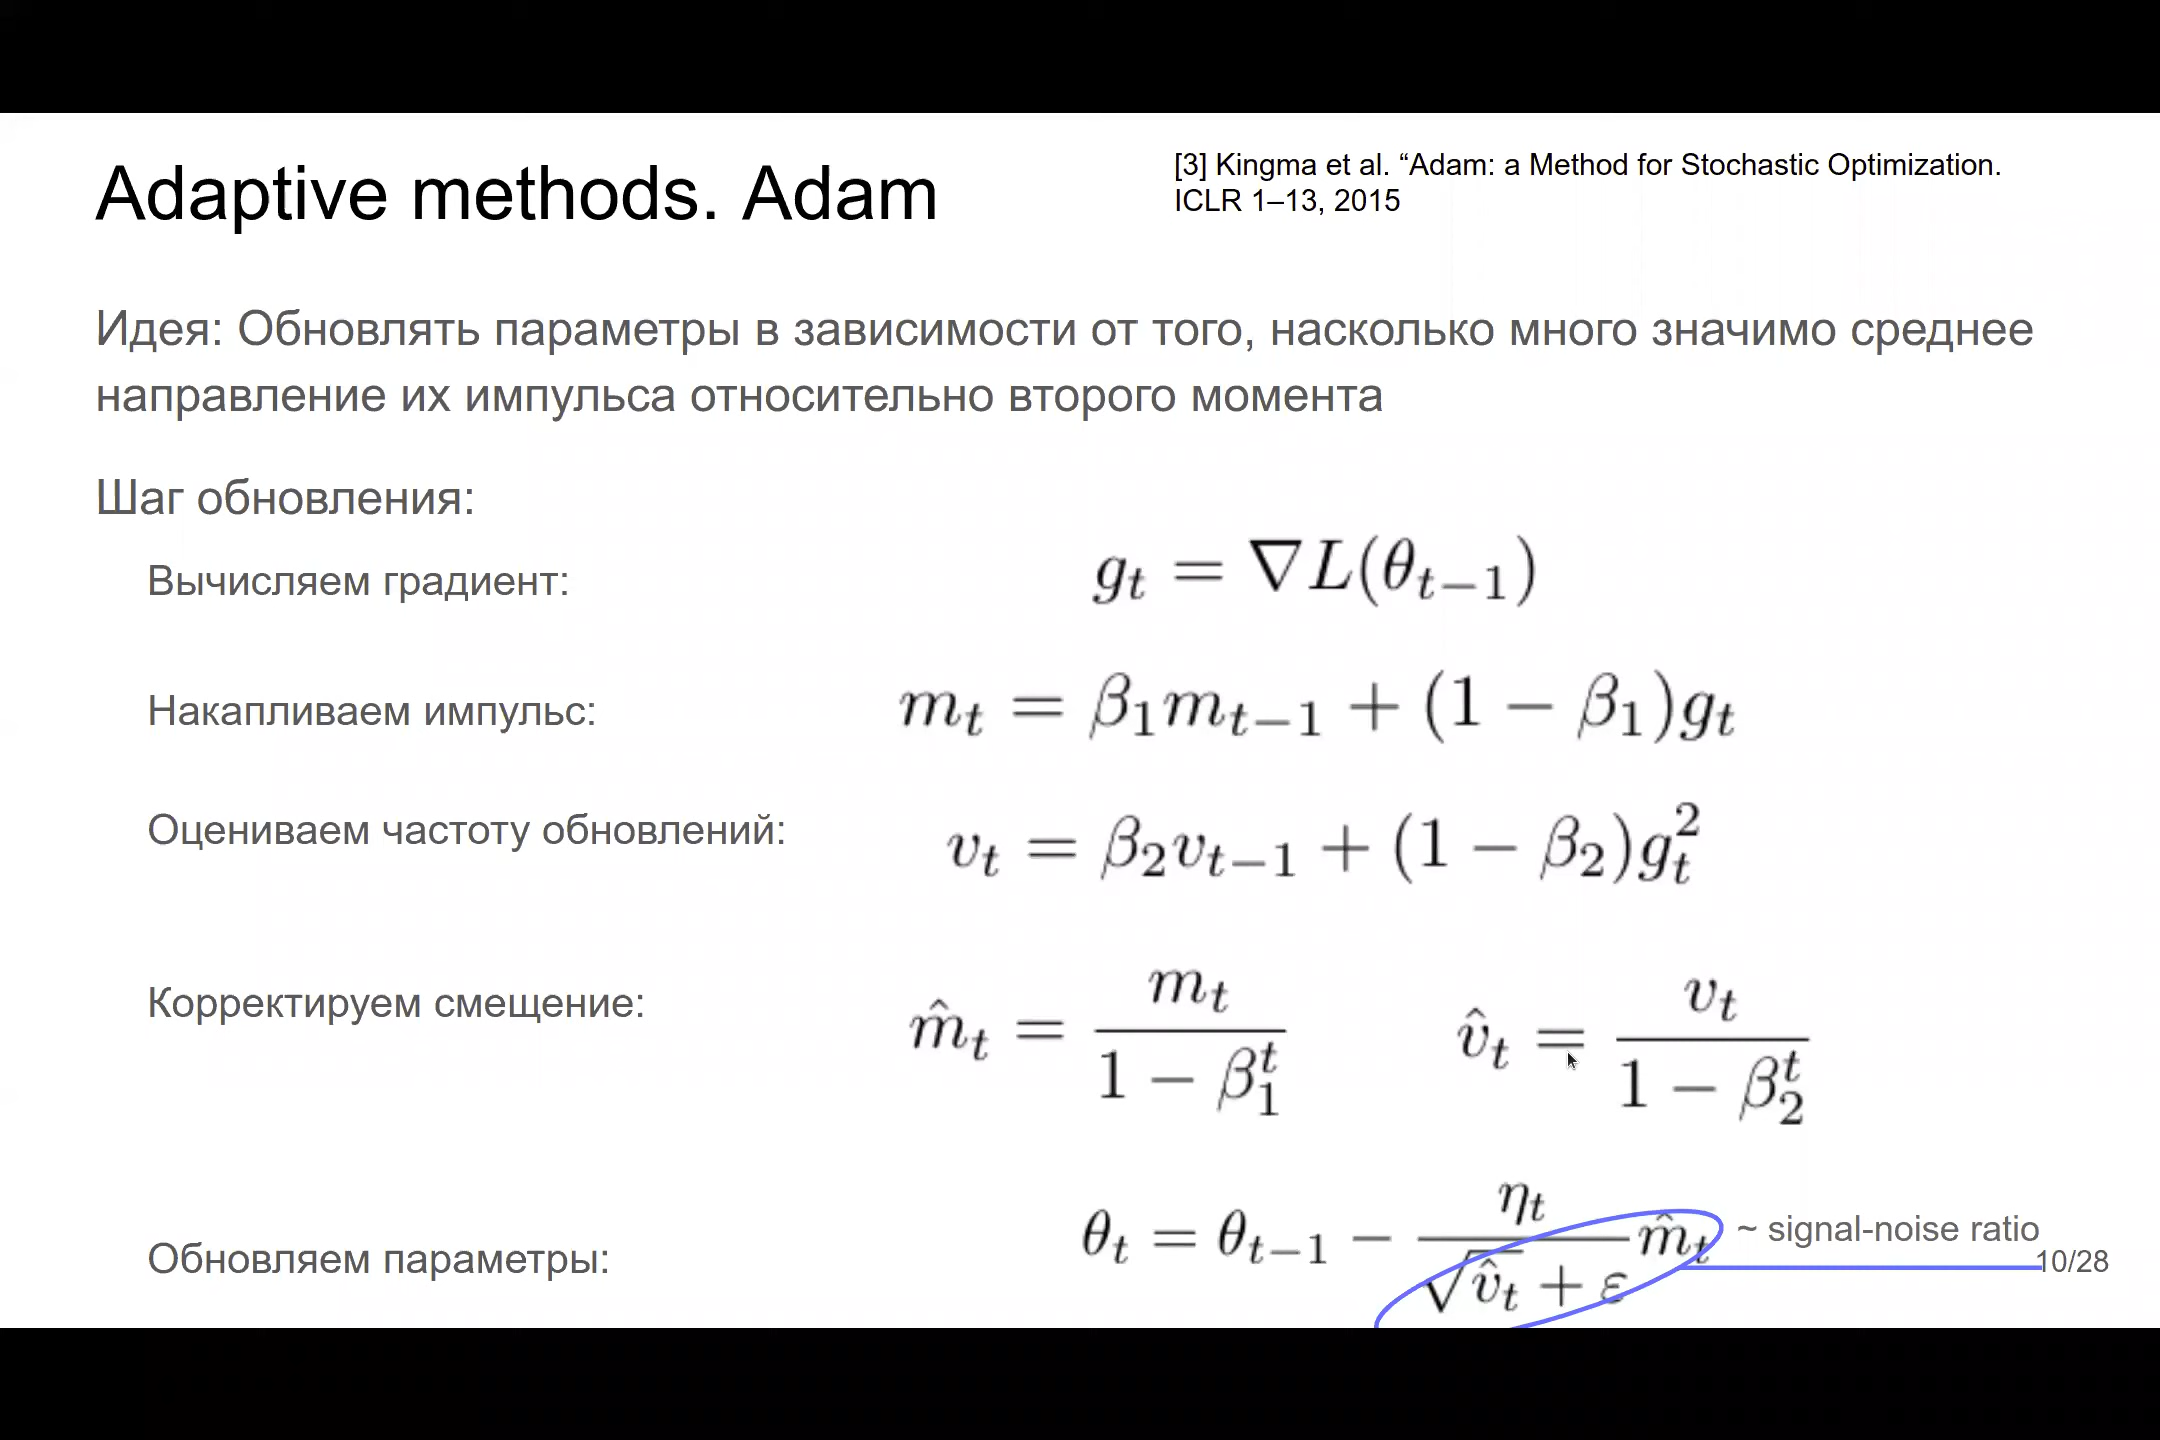 Adaptive methods. Adam
[3] Kingma et al. “Adam: a Method for Stochastic Optimization.
ICLR 1–13, 2015
Идея: Обновлять параметры в зависимости от того, насколько много значимо среднее
направление их импульса относительно второго момента
Шаг обновления:
Вычисляем градиент: g_t = ∇L(θ_{t−1})
Накапливаем импульс: m_t = β_1 m_{t−1} + (1 − β_1)g_t
Оцениваем частоту обновлений: v_t = β_2 v_{t−1} + (1 − β_2)g_t^2
Корректируем смещение: m̂_t = \frac{m_t}{1 − β_1^t} v̂_t = \frac{v_t}{1 − β_2^t}
Обновляем параметры: θ_t = θ_{t−1} − \frac{η_t}{\sqrt{v̂_t} + ε} m̂_t ~ signal-noise ratio
10/28